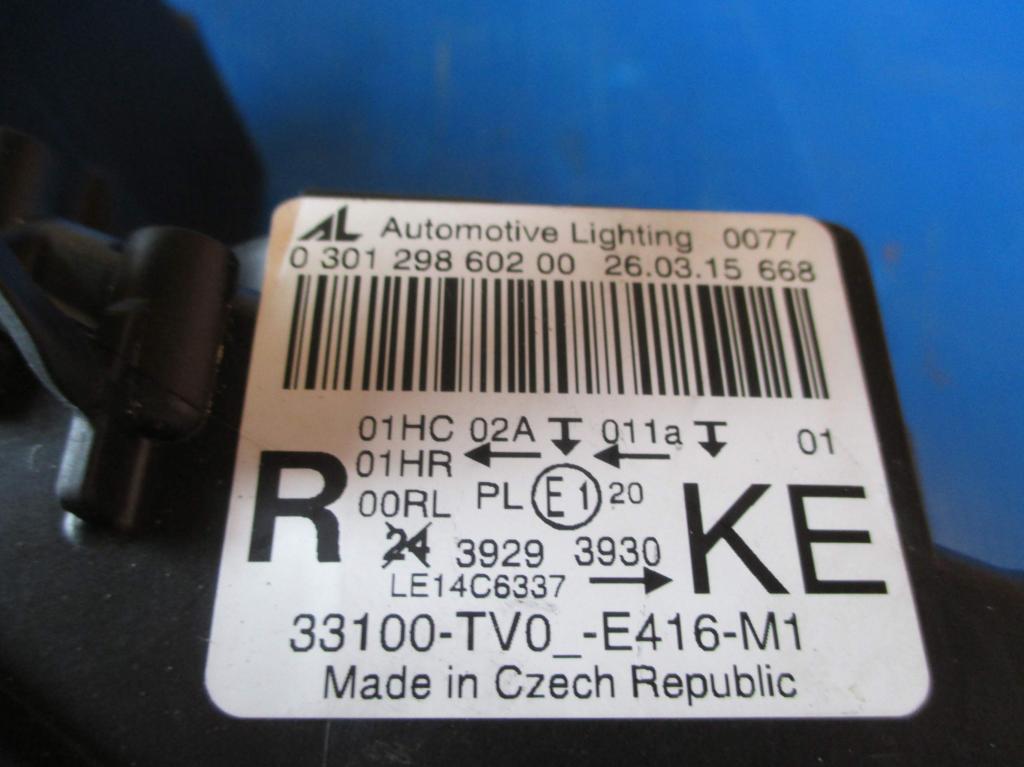 AL Automotive Lighting 0077
0 301 298 602 00 26.03.15 668
01HC 02A 011a 01
01HR
R 00RL PL E1 20 KE
24 3929 3930
LE14C6337
33100-TV0_-E416-M1
Made in Czech Republic